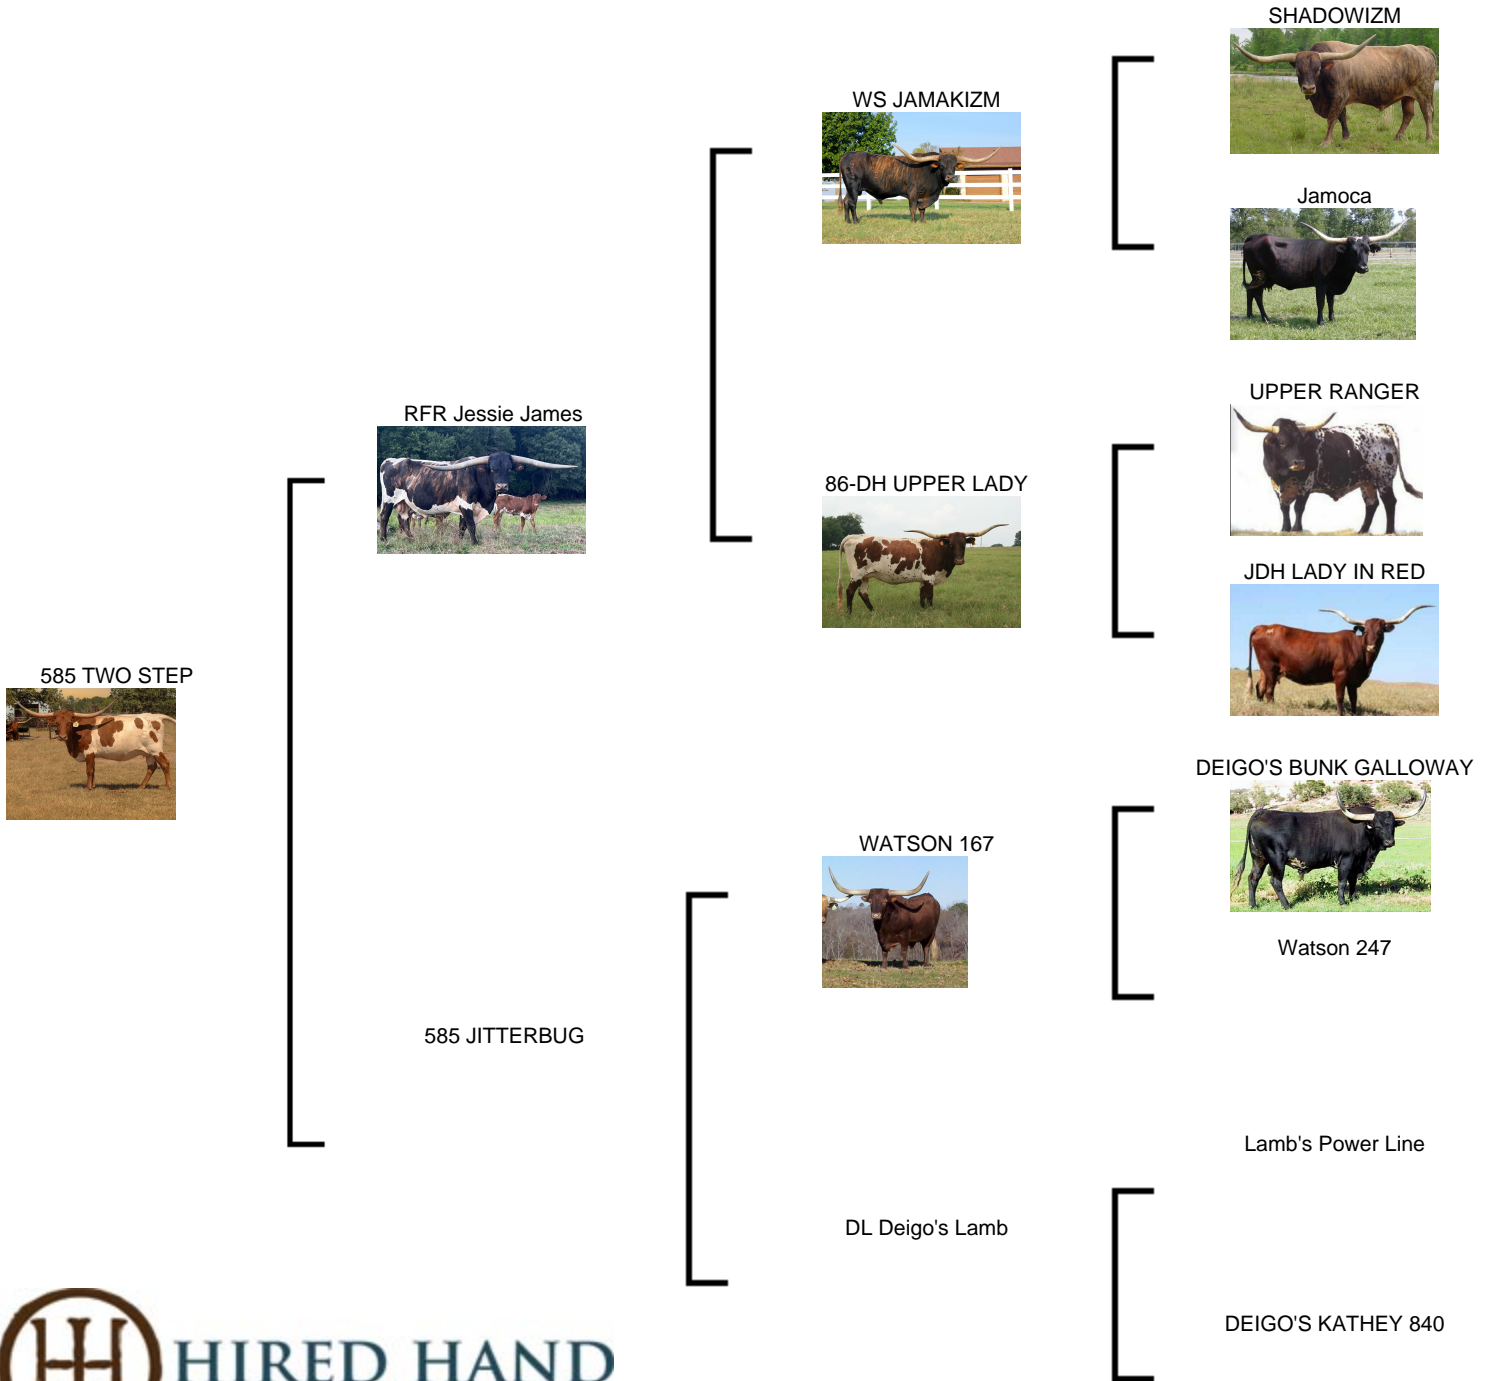 SHADOWIZM
WS JAMAKIZM
Jamoca
UPPER RANGER
RFR Jessie James
86-DH UPPER LADY
JDH LADY IN RED
585 TWO STEP
DEIGO'S BUNK GALLOWAY
WATSON 167
Watson 247
585 JITTERBUG
Lamb's Power Line
DL Deigo's Lamb
DEIGO'S KATHEY 840
HIRED HAND